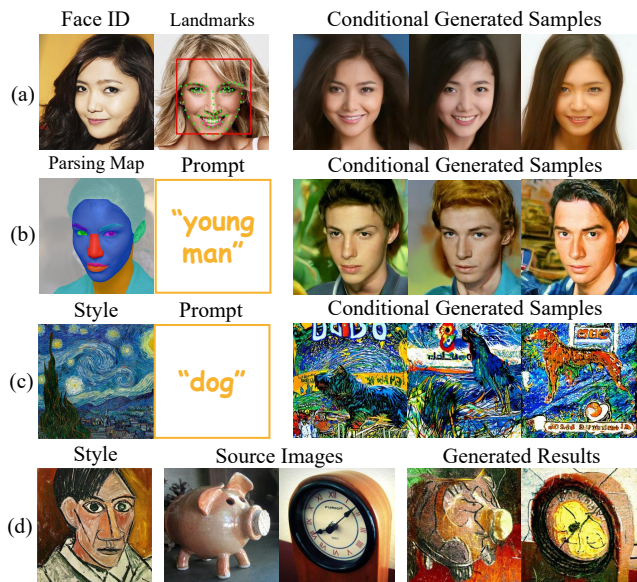 Face ID
Landmarks
Conditional Generated Samples
(a)
Parsing Map
Prompt
Conditional Generated Samples
(b)
“young
man”
Style
Prompt
Conditional Generated Samples
(c)
“dog”
Style
Source Images
Generated Results
(d)